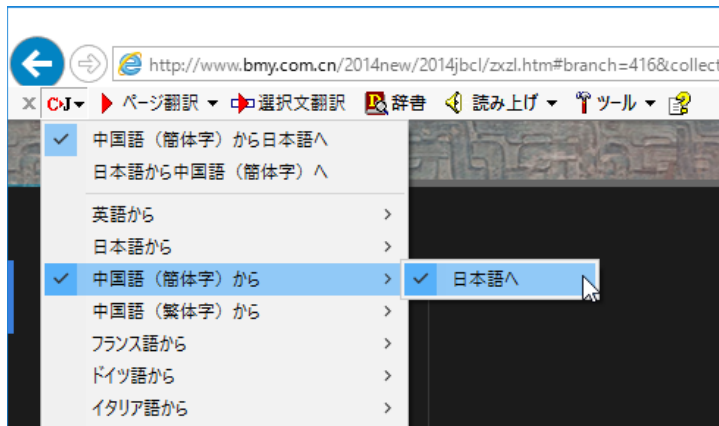 http://www.bmy.com.cn/2014new/2014jbcl/zxzl.htm#branch=416&collect
× C›J▼ ページ翻訳 ▼ 選択文翻訳 辞書 読み上げ ▼ ツール ▼
中国語（簡体字）から日本語へ
日本語から中国語（簡体字）へ
英語から >
日本語から >
中国語（簡体字）から > 日本語へ
中国語（繁体字）から >
フランス語から >
ドイツ語から >
イタリア語から >